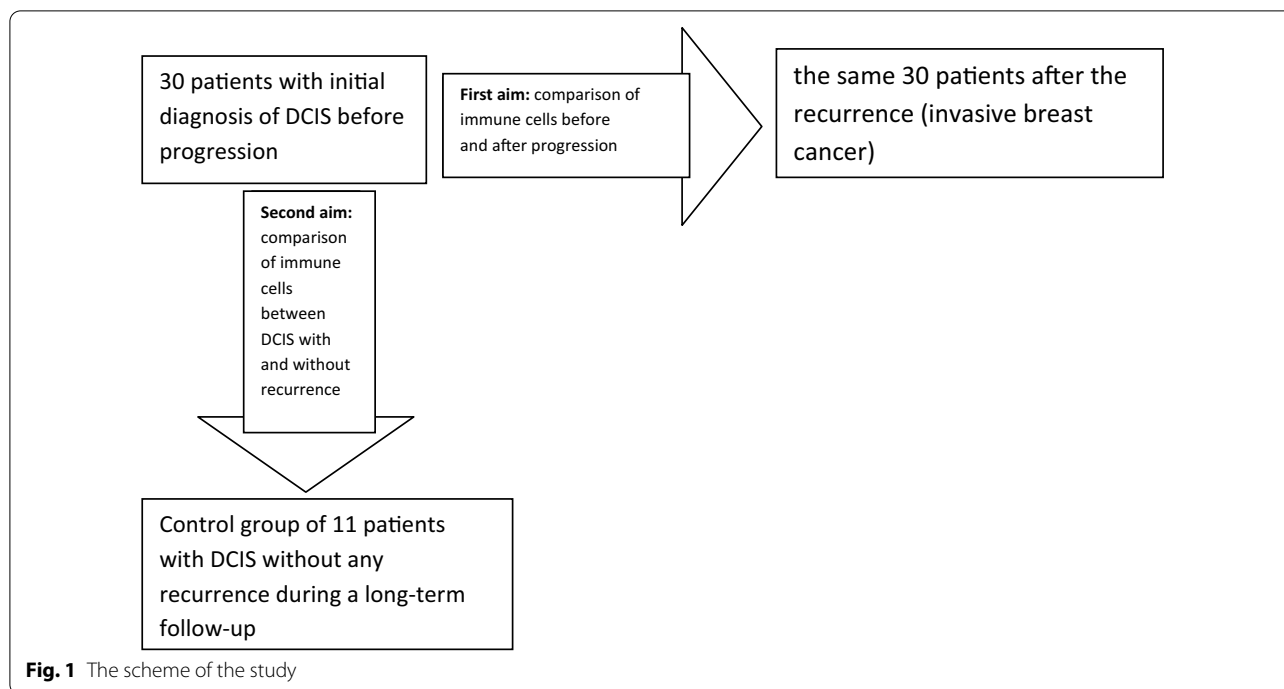 30 patients with initial
diagnosis of DCIS before
progression
First aim: comparison of
immune cells before
and after progression
the same 30 patients after the
recurrence (invasive breast
cancer)
Second aim:
comparison
of immune
cells
between
DCIS with
and without
recurrence
Control group of 11 patients
with DCIS without any
recurrence during a long-term
follow-up
Fig. 1 The scheme of the study